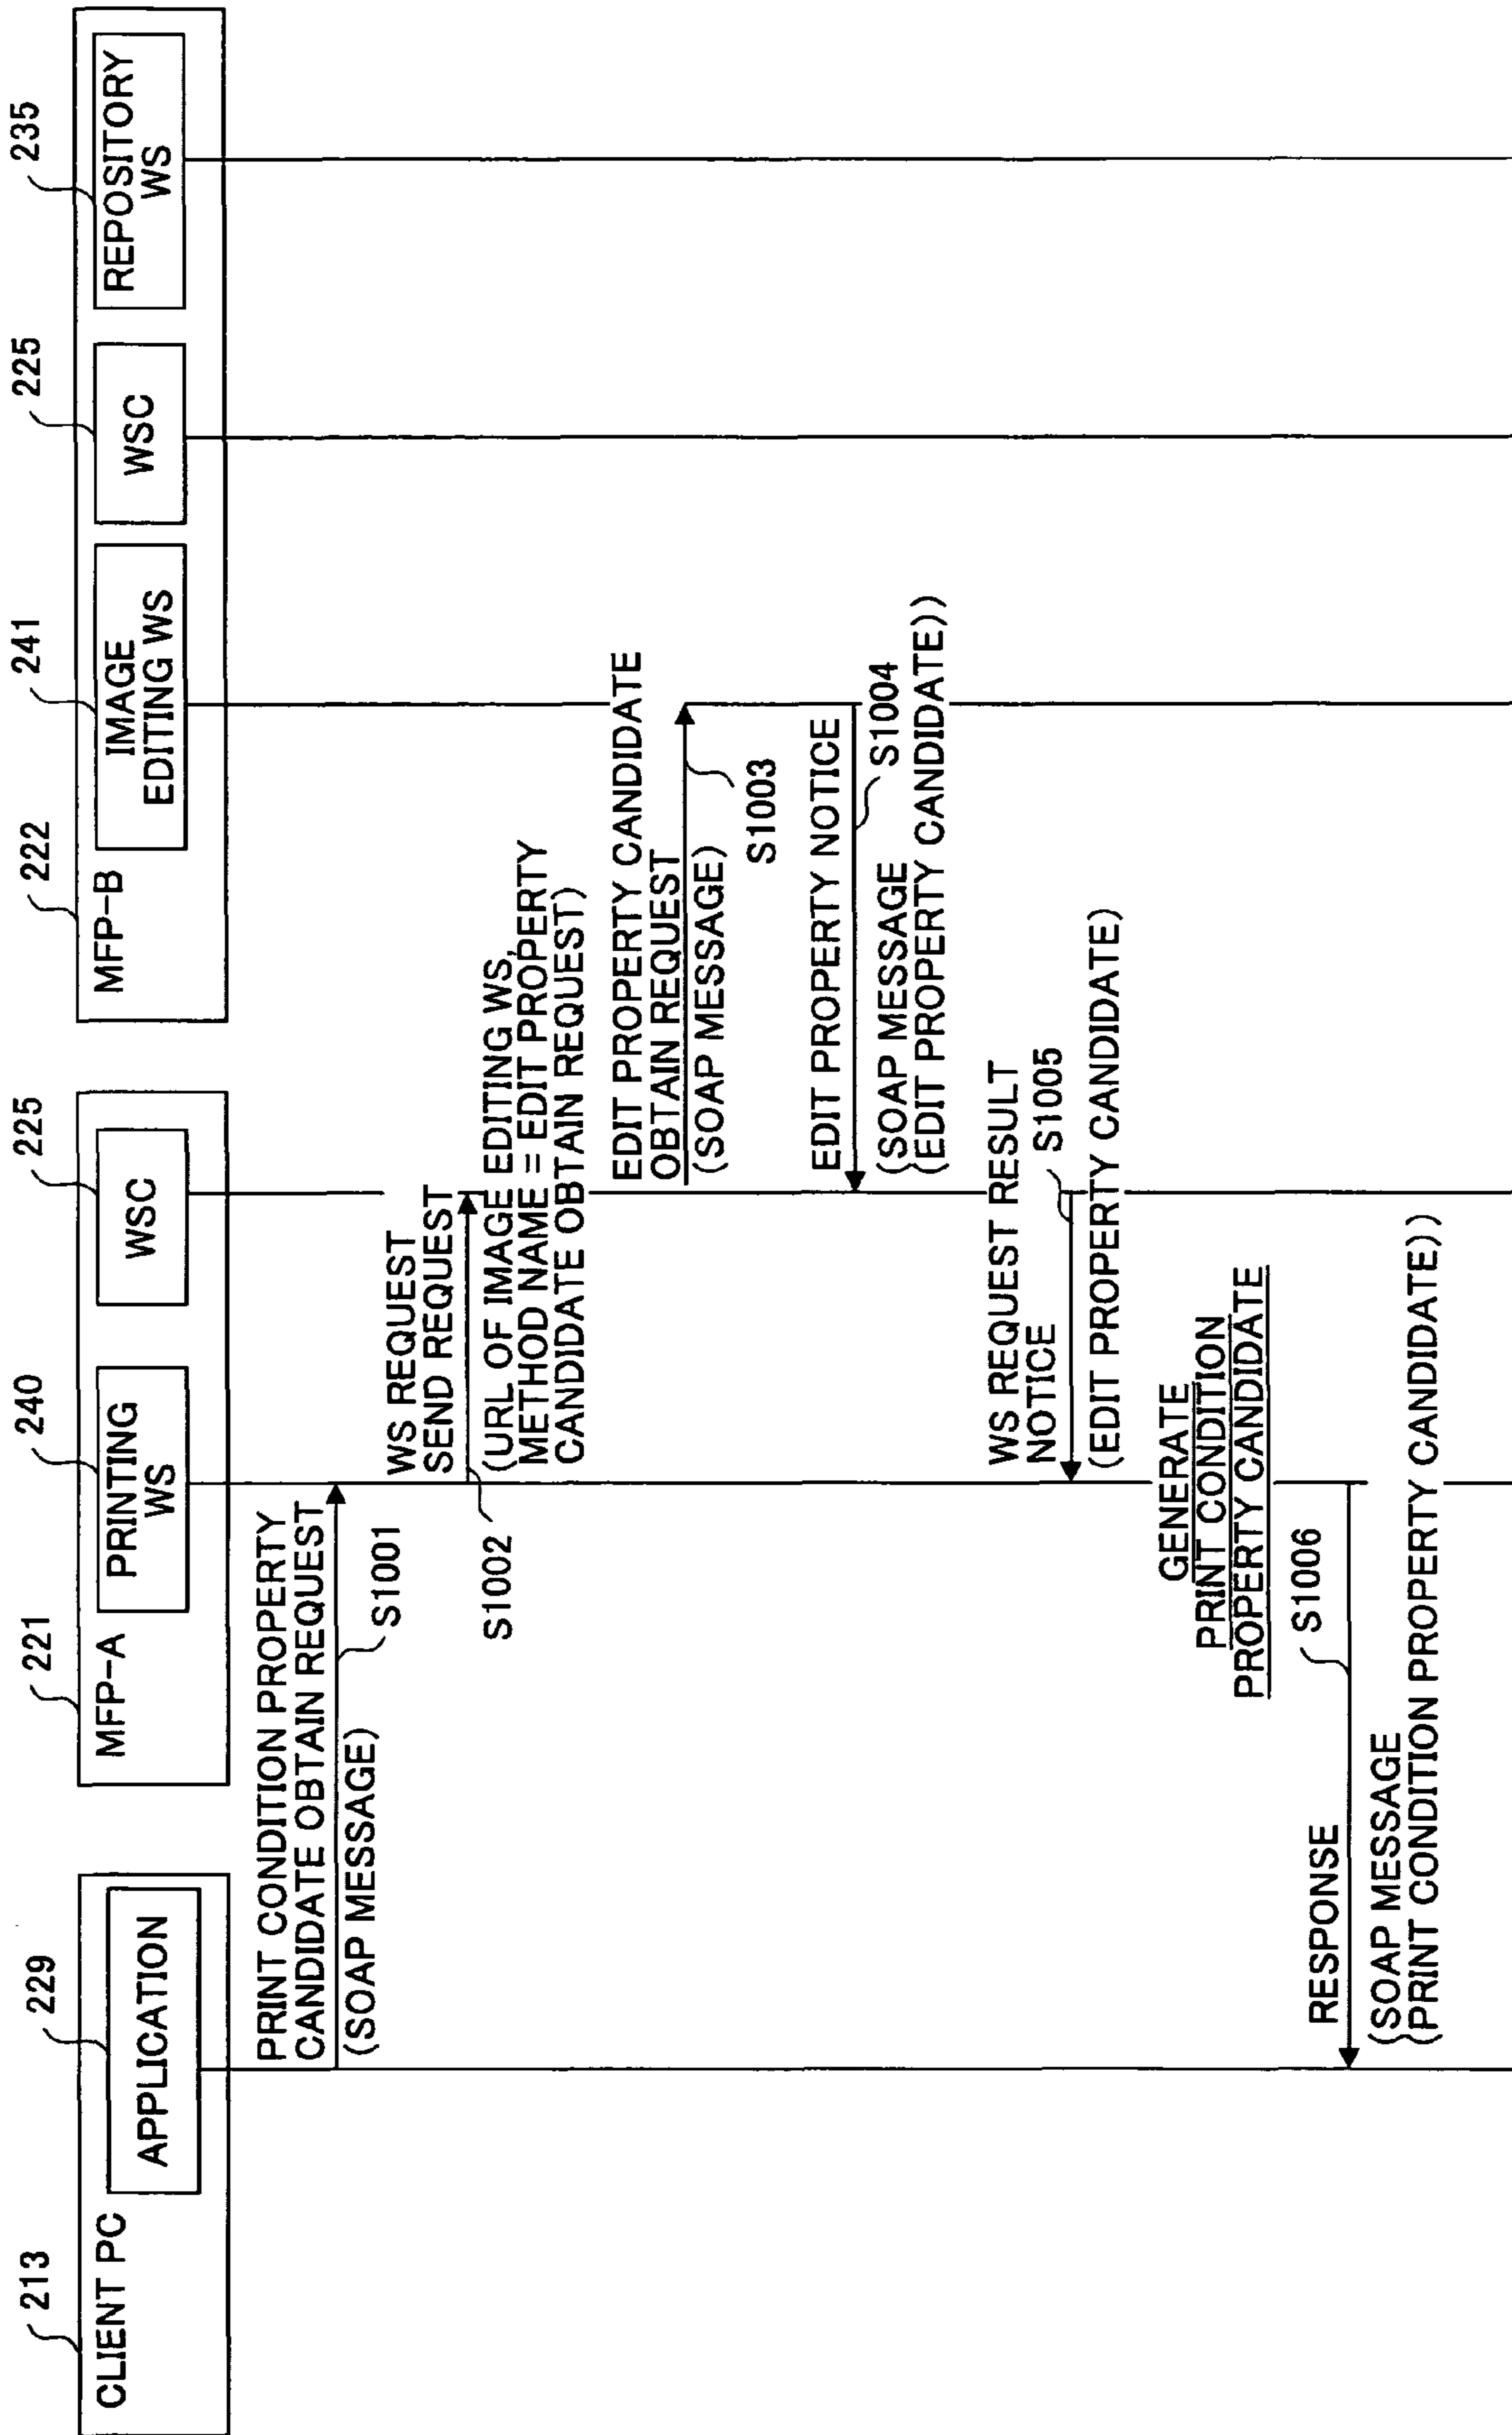 213
CLIENT PC
229
APPLICATION
221
MFP-A
240
PRINTING
WS
225
WSC
222
MFP-B
241
IMAGE
EDITING WS
225
WSC
235
REPOSITORY
WS
PRINT CONDITION PROPERTY
CANDIDATE OBTAIN REQUEST
(SOAP MESSAGE)
S1001
WS REQUEST
SEND REQUEST
S1002
(URL OF IMAGE EDITING WS,
METHOD NAME = EDIT PROPERTY
CANDIDATE OBTAIN REQUEST)
EDIT PROPERTY CANDIDATE
OBTAIN REQUEST
(SOAP MESSAGE)
S1003
EDIT PROPERTY NOTICE
S1004
(SOAP MESSAGE
(EDIT PROPERTY CANDIDATE))
WS REQUEST RESULT
NOTICE
S1005
(EDIT PROPERTY CANDIDATE)
GENERATE
PRINT CONDITION
PROPERTY CANDIDATE
RESPONSE
S1006
(SOAP MESSAGE
(PRINT CONDITION PROPERTY CANDIDATE))